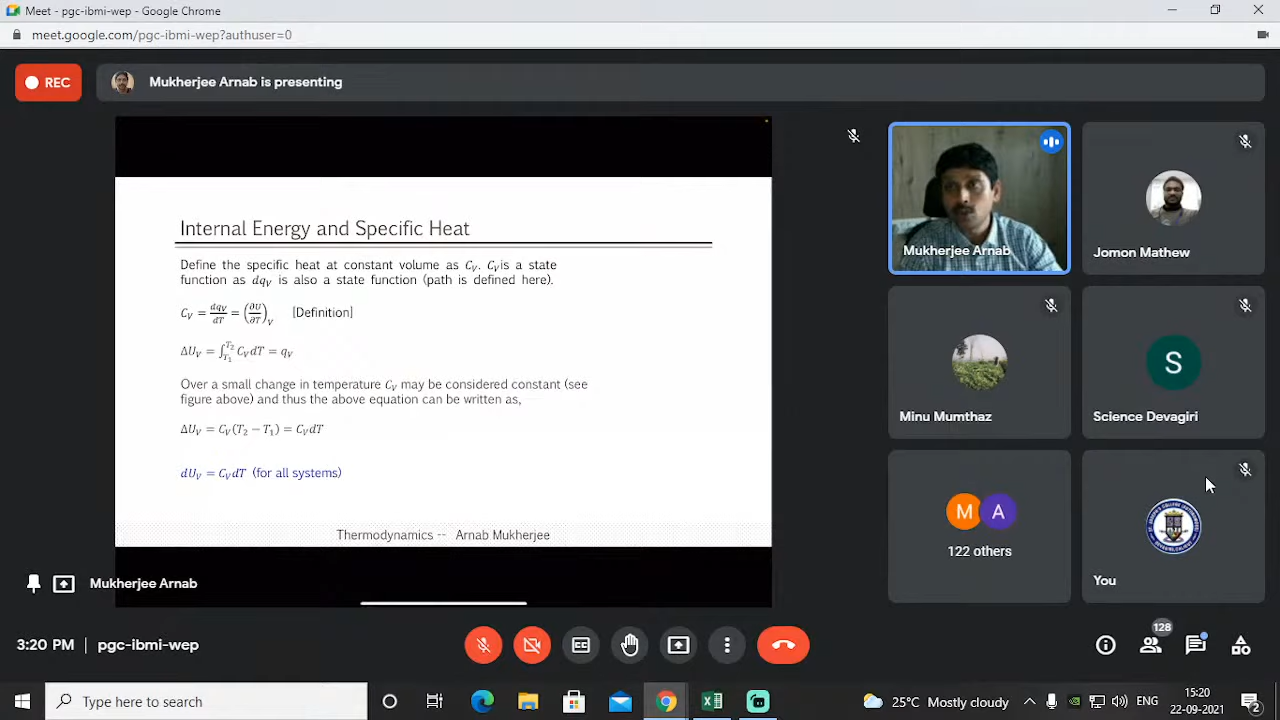 Meet - pgc-ibmi-wep - Google Chrome
meet.google.com/pgc-ibmi-wep?authuser=0
REC
Mukherjee Arnab is presenting
Internal Energy and Specific Heat
Define the specific heat at constant volume as C_V. C_V is a state
function as dq_V is also a state function (path is defined here).
C_V = dq_V/dT = (∂U/∂T)_V [Definition]
ΔU_V = ∫_{T_1}^{T_2} C_V dT = q_V
Over a small change in temperature C_V may be considered constant (see
figure above) and thus the above equation can be written as,
ΔU_V = C_V(T_2 − T_1) = C_V dT
dU_V = C_V dT (for all systems)
Thermodynamics -- Arnab Mukherjee
Mukherjee Arnab
Mukherjee Arnab
Jomon Mathew
Minu Mumthaz
S
Science Devagiri
M A
122 others
You
3:20 PM | pgc-ibmi-wep
128
Type here to search
25°C Mostly cloudy
ENG
15:20
22-09-2021
2